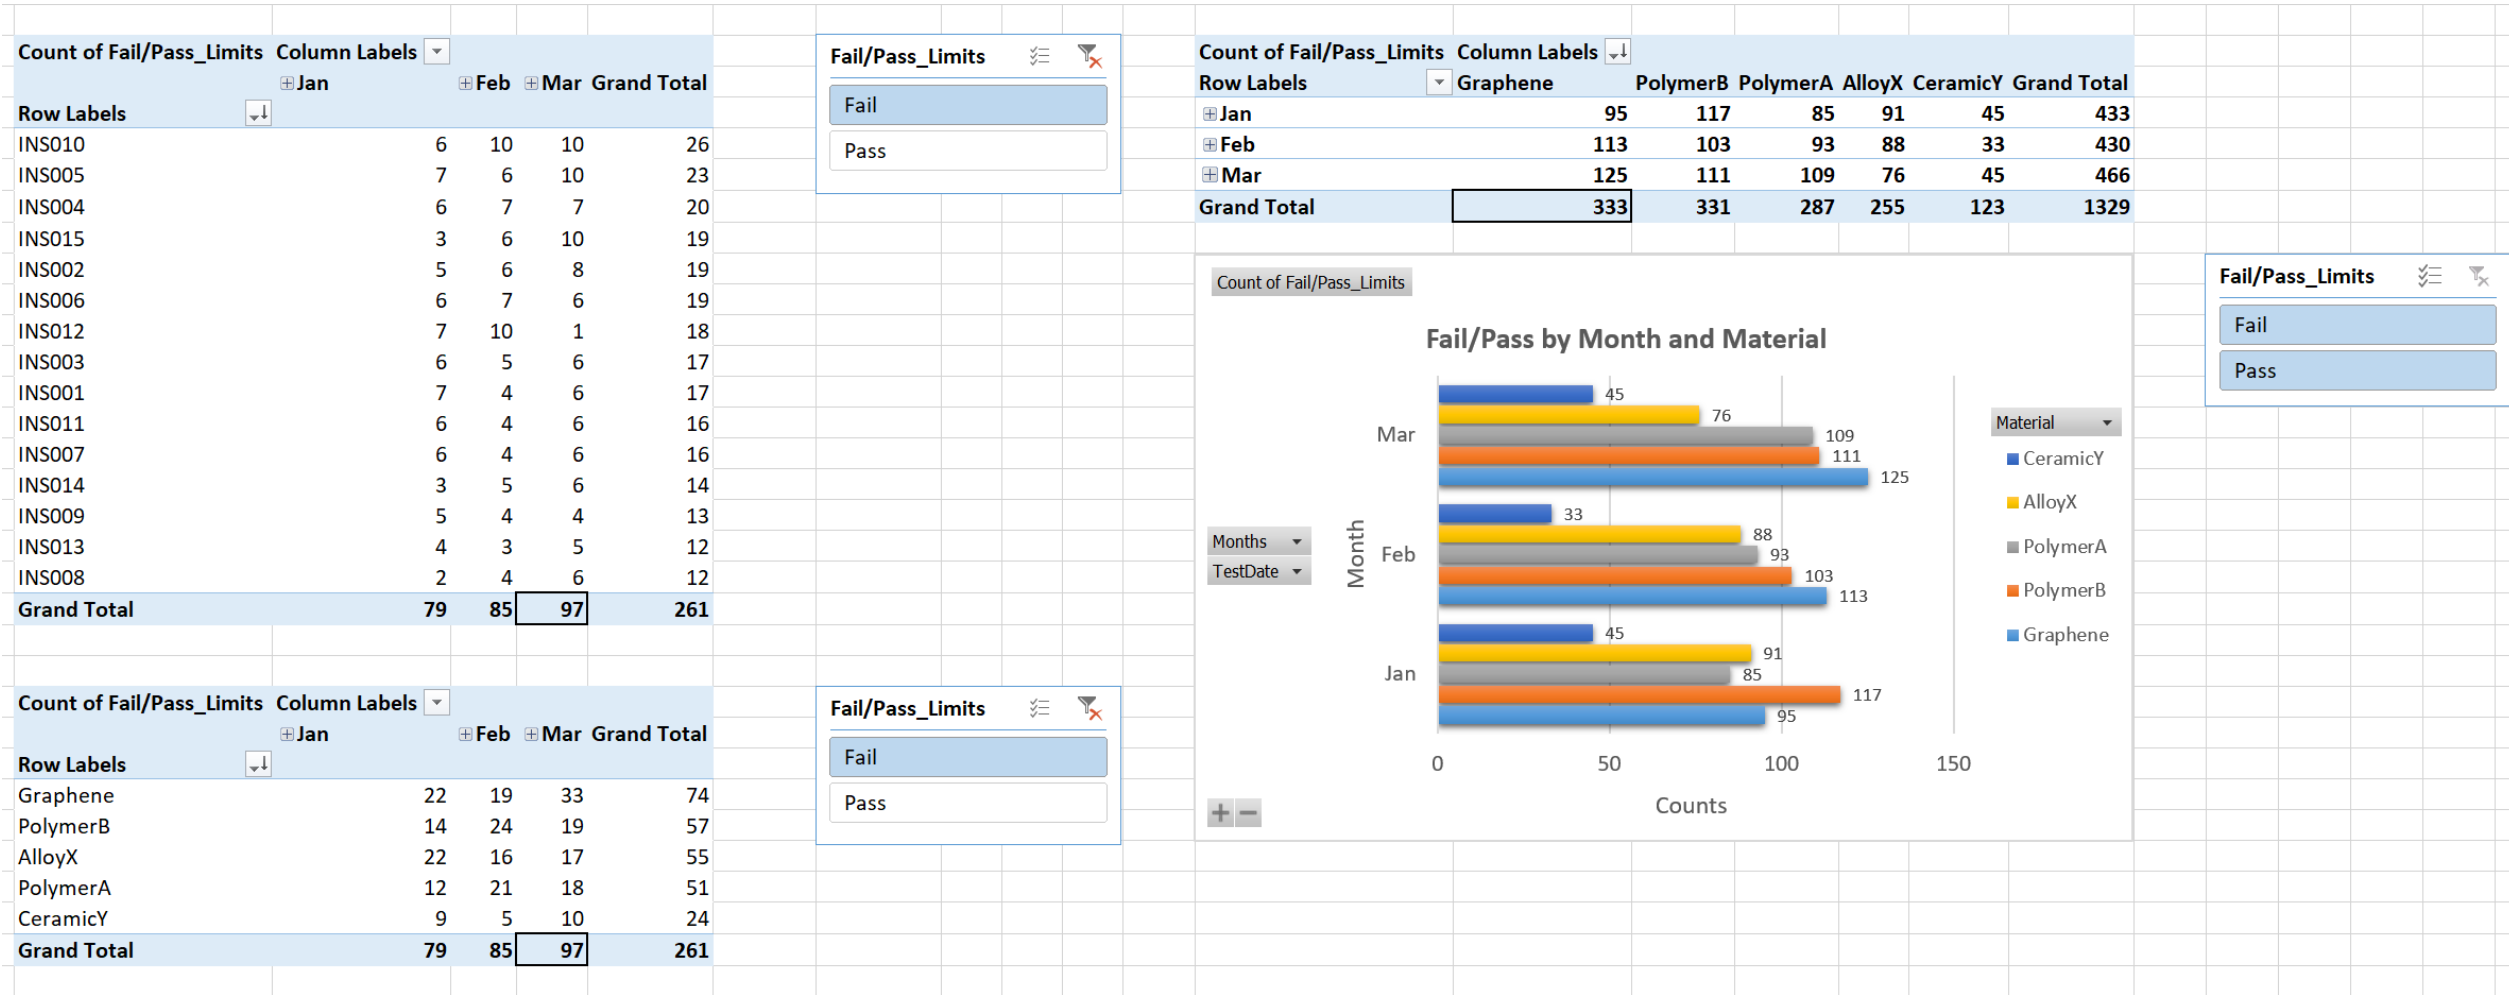 Count of Fail/Pass_Limits Column Labels
Jan Feb Mar Grand Total
Row Labels
INS010 6 10 10 26
INS005 7 6 10 23
INS004 6 7 7 20
INS015 3 6 10 19
INS002 5 6 8 19
INS006 6 7 6 19
INS012 7 10 1 18
INS003 6 5 6 17
INS001 7 4 6 17
INS011 6 4 6 16
INS007 6 4 6 16
INS014 3 5 6 14
INS009 5 4 4 13
INS013 4 3 5 12
INS008 2 4 6 12
Grand Total 79 85 97 261
Fail/Pass_Limits
Fail
Pass
Count of Fail/Pass_Limits Column Labels
Jan Feb Mar Grand Total
Row Labels
Graphene 22 19 33 74
PolymerB 14 24 19 57
AlloyX 22 16 17 55
PolymerA 12 21 18 51
CeramicY 9 5 10 24
Grand Total 79 85 97 261
Fail/Pass_Limits
Fail
Pass
Count of Fail/Pass_Limits Column Labels
Row Labels Graphene PolymerB PolymerA AlloyX CeramicY Grand Total
Jan 95 117 85 91 45 433
Feb 113 103 93 88 33 430
Mar 125 111 109 76 45 466
Grand Total 333 331 287 255 123 1329
Count of Fail/Pass_Limits
Fail/Pass by Month and Material
Months
TestDate
Month
Mar
45
76
109
111
125
Feb
33
88
93
103
113
Jan
45
91
85
117
95
0 50 100 150
Counts
Material
CeramicY
AlloyX
PolymerA
PolymerB
Graphene
Fail/Pass_Limits
Fail
Pass